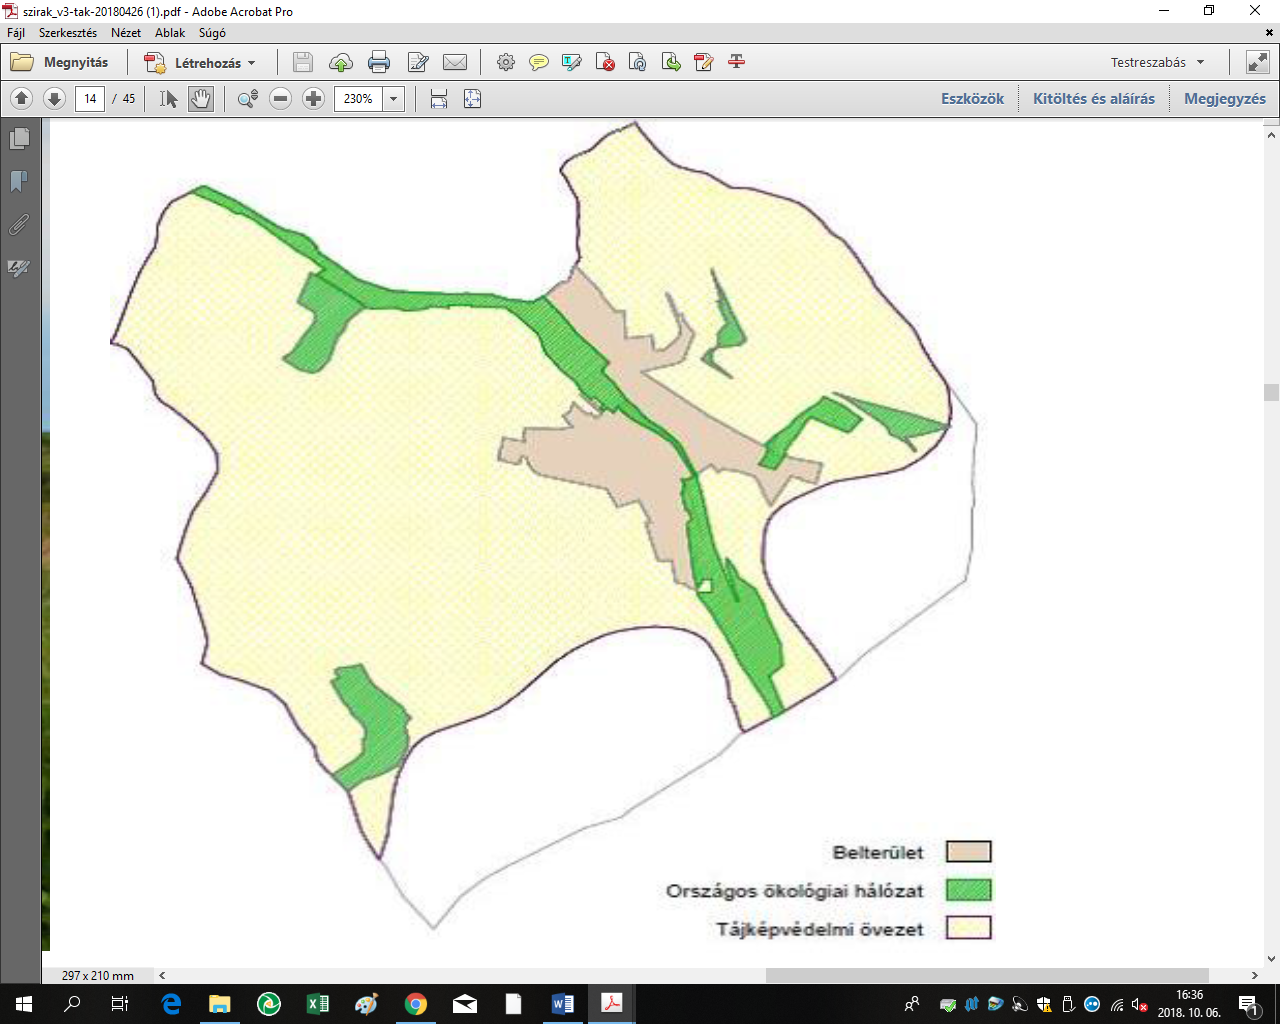 szirak_v3-tak-20180426 (1).pdf - Adobe Acrobat Pro
Fájl Szerkesztés Nézet Ablak Súgó
Megnyitás Létrehozás Testreszabás
14 / 45 230% Eszközök Kitöltés és aláírás Megjegyzés
Belterület
Országos ökológiai hálózat
Tájképvédelmi övezet
297 x 210 mm
16:36
2018. 10. 06.
1